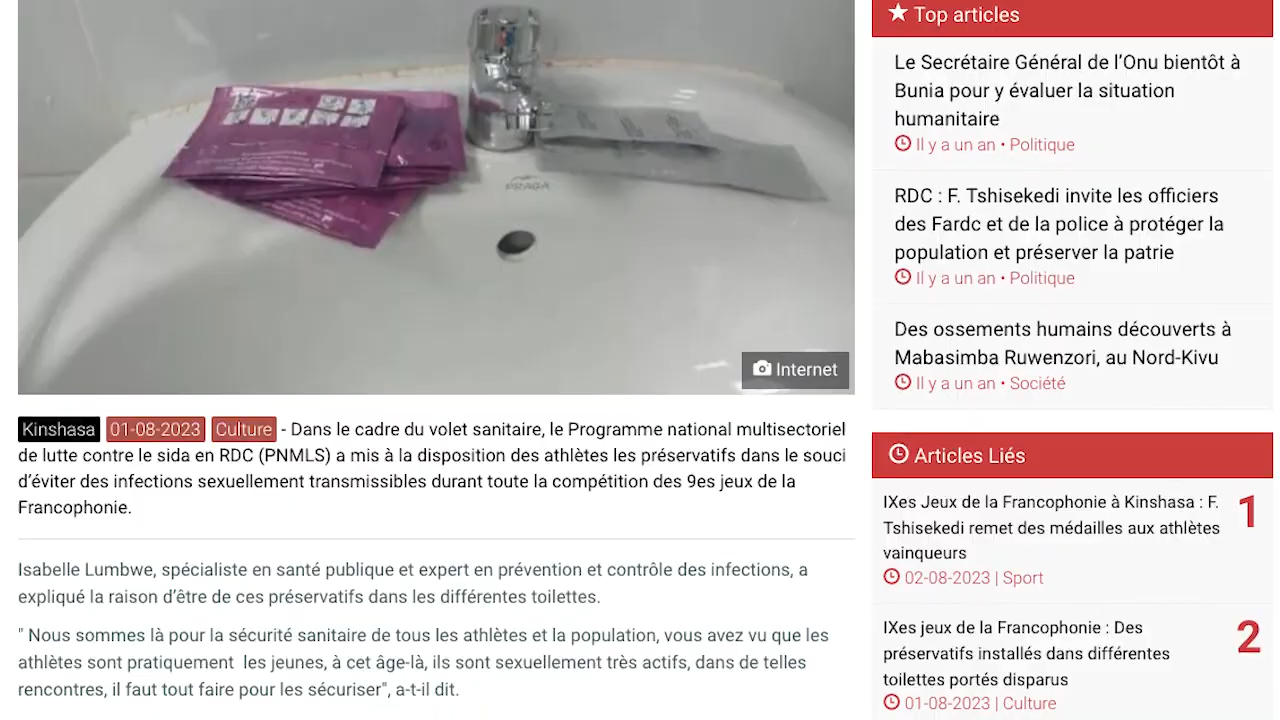 PRAGA
Internet
Kinshasa 01-08-2023 Culture - Dans le cadre du volet sanitaire, le Programme national multisectoriel
de lutte contre le sida en RDC (PNMLS) a mis à la disposition des athlètes les préservatifs dans le souci
d’éviter des infections sexuellement transmissibles durant toute la compétition des 9es jeux de la
Francophonie.
Isabelle Lumbwe, spécialiste en santé publique et expert en prévention et contrôle des infections, a
expliqué la raison d’être de ces préservatifs dans les différentes toilettes.
" Nous sommes là pour la sécurité sanitaire de tous les athlètes et la population, vous avez vu que les
athlètes sont pratiquement  les jeunes, à cet âge-là, ils sont sexuellement très actifs, dans de telles
rencontres, il faut tout faire pour les sécuriser", a-t-il dit.
Top articles
Le Secrétaire Général de l’Onu bientôt à
Bunia pour y évaluer la situation
humanitaire
Il y a un an • Politique
RDC : F. Tshisekedi invite les officiers
des Fardc et de la police à protéger la
population et préserver la patrie
Il y a un an • Politique
Des ossements humains découverts à
Mabasimba Ruwenzori, au Nord-Kivu
Il y a un an • Société
Articles Liés
IXes Jeux de la Francophonie à Kinshasa : F.
Tshisekedi remet des médailles aux athlètes
vainqueurs
1
02-08-2023 | Sport
IXes jeux de la Francophonie : Des
préservatifs installés dans différentes
toilettes portés disparus
2
01-08-2023 | Culture